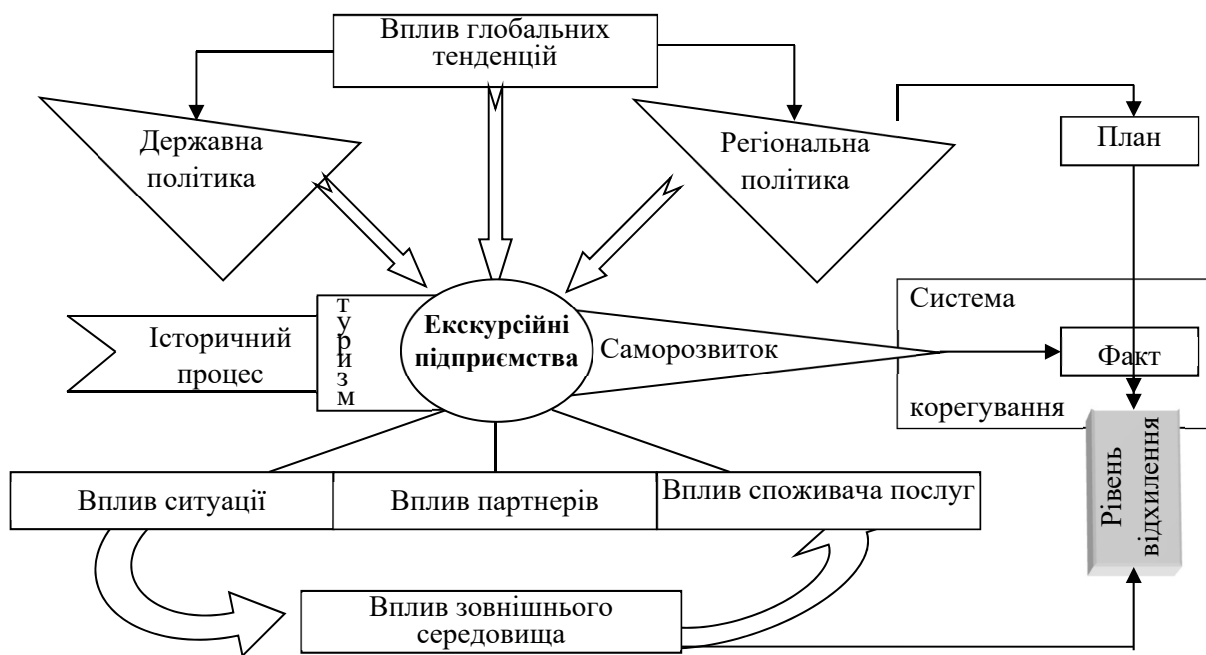 Вплив глобальних
тенденцій
Державна
політика
Регіональна
політика
План
Історичний
процес
туризм
Екскурсійні
підприємства
Саморозвиток
Система
Факт
корегування
Вплив ситуації
Вплив партнерів
Вплив споживача послуг
Рівень
відхилення
Вплив зовнішнього
середовища